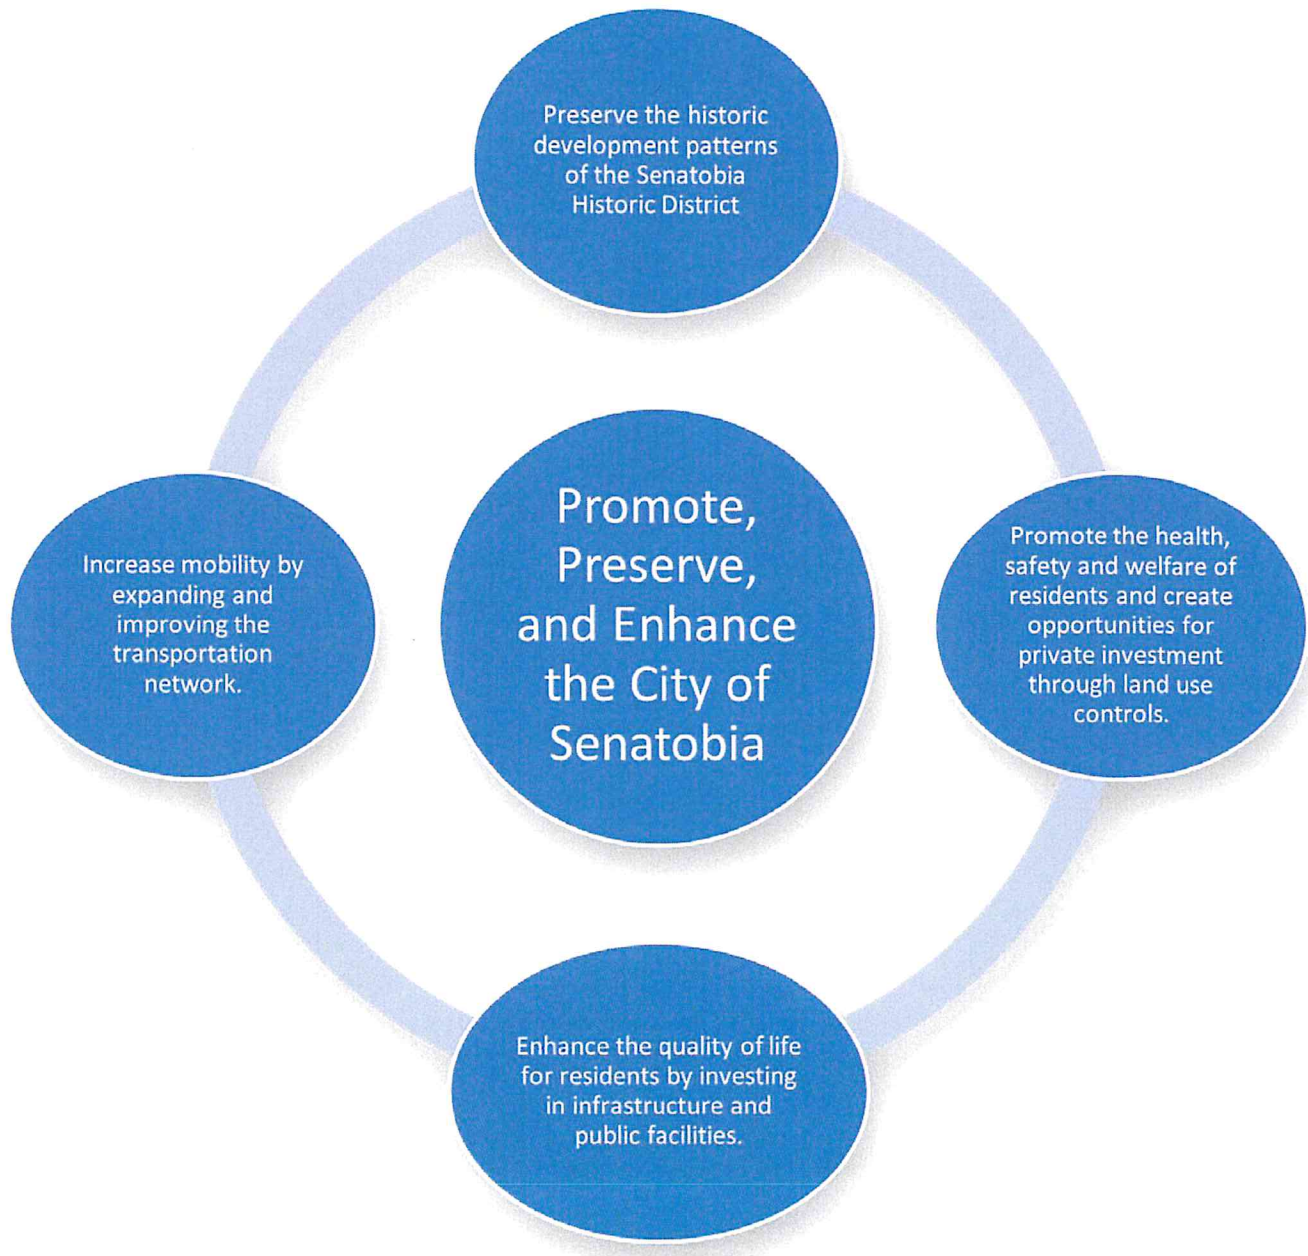 Preserve the historic
development patterns
of the Senatobia
Historic District
Increase mobility by
expanding and
improving the
transportation
network.
Promote,
Preserve,
and Enhance
the City of
Senatobia
Promote the health,
safety and welfare of
residents and create
opportunities for
private investment
through land use
controls.
Enhance the quality of life
for residents by investing
in infrastructure and
public facilities.